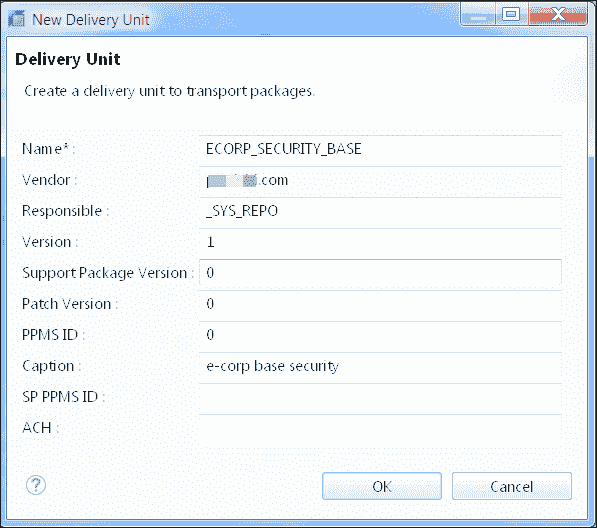 New Delivery Unit
Delivery Unit
Create a delivery unit to transport packages.
Name* : ECORP_SECURITY_BASE
Vendor : .com
Responsible : _SYS_REPO
Version : 1
Support Package Version : 0
Patch Version : 0
PPMS ID : 0
Caption : e-corp base security
SP PPMS ID :
ACH :
? OK Cancel